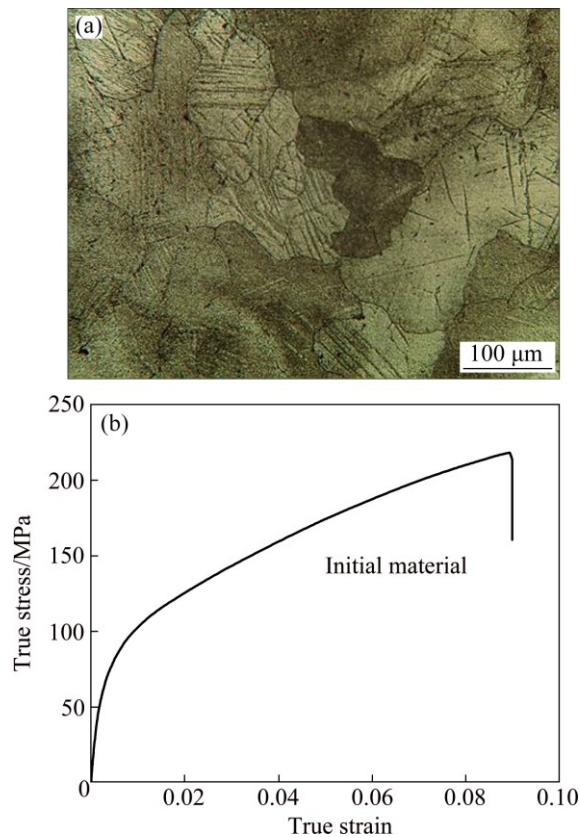 (a)
100 μm
(b)
250
200
150
100
50
0
True stress/MPa
Initial material
0.02
0.04
0.06
0.08
0.10
True strain